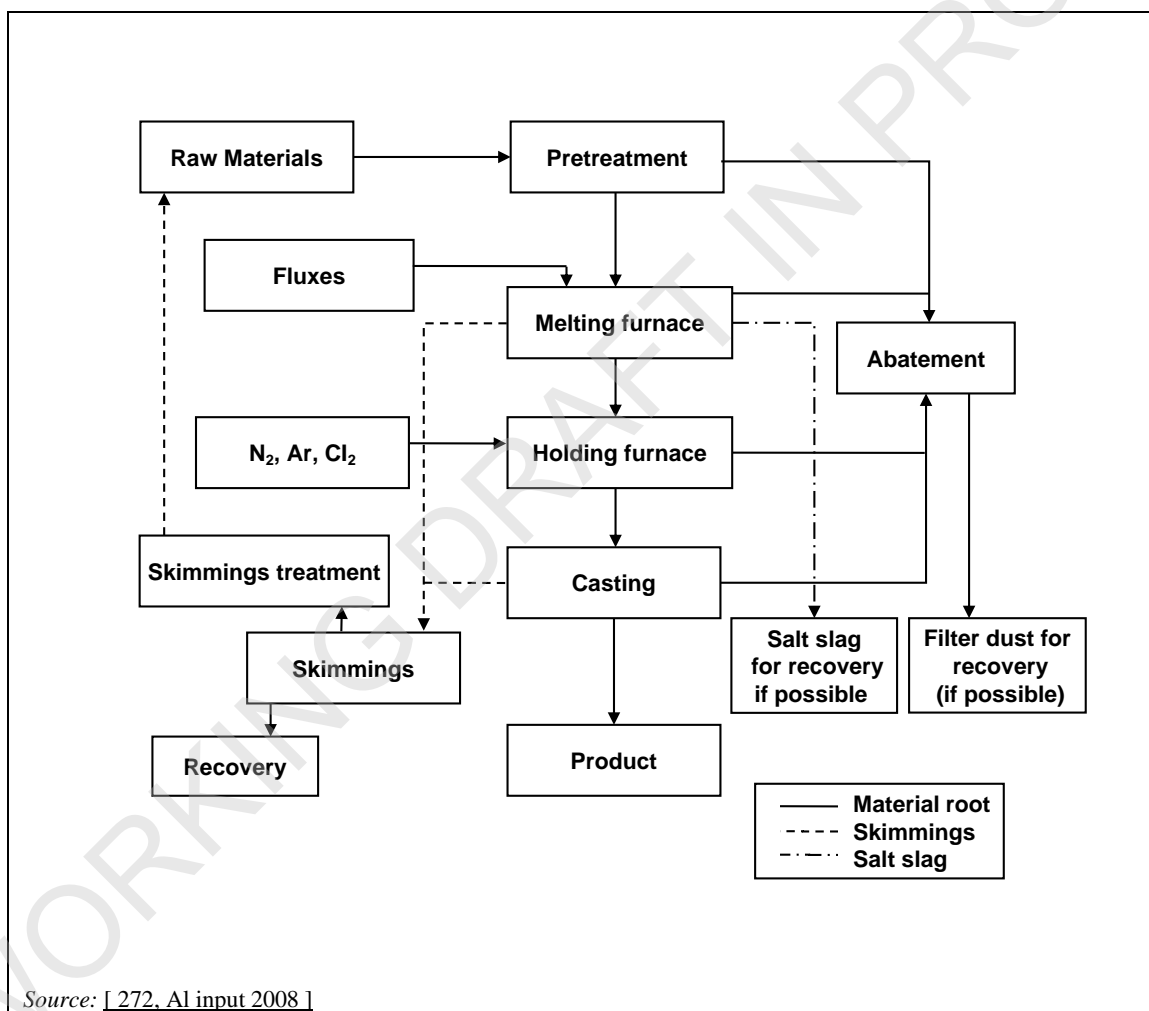 Raw Materials
Pretreatment
Fluxes
Melting furnace
Abatement
N₂, Ar, Cl₂
Holding furnace
Skimmings treatment
Casting
Skimmings
Salt slag
for recovery
if possible
Filter dust for
recovery
(if possible)
Recovery
Product
Material root
Skimmings
Salt slag
WORKING DRAFT IN PRO
Source: [ 272, Al input 2008 ]